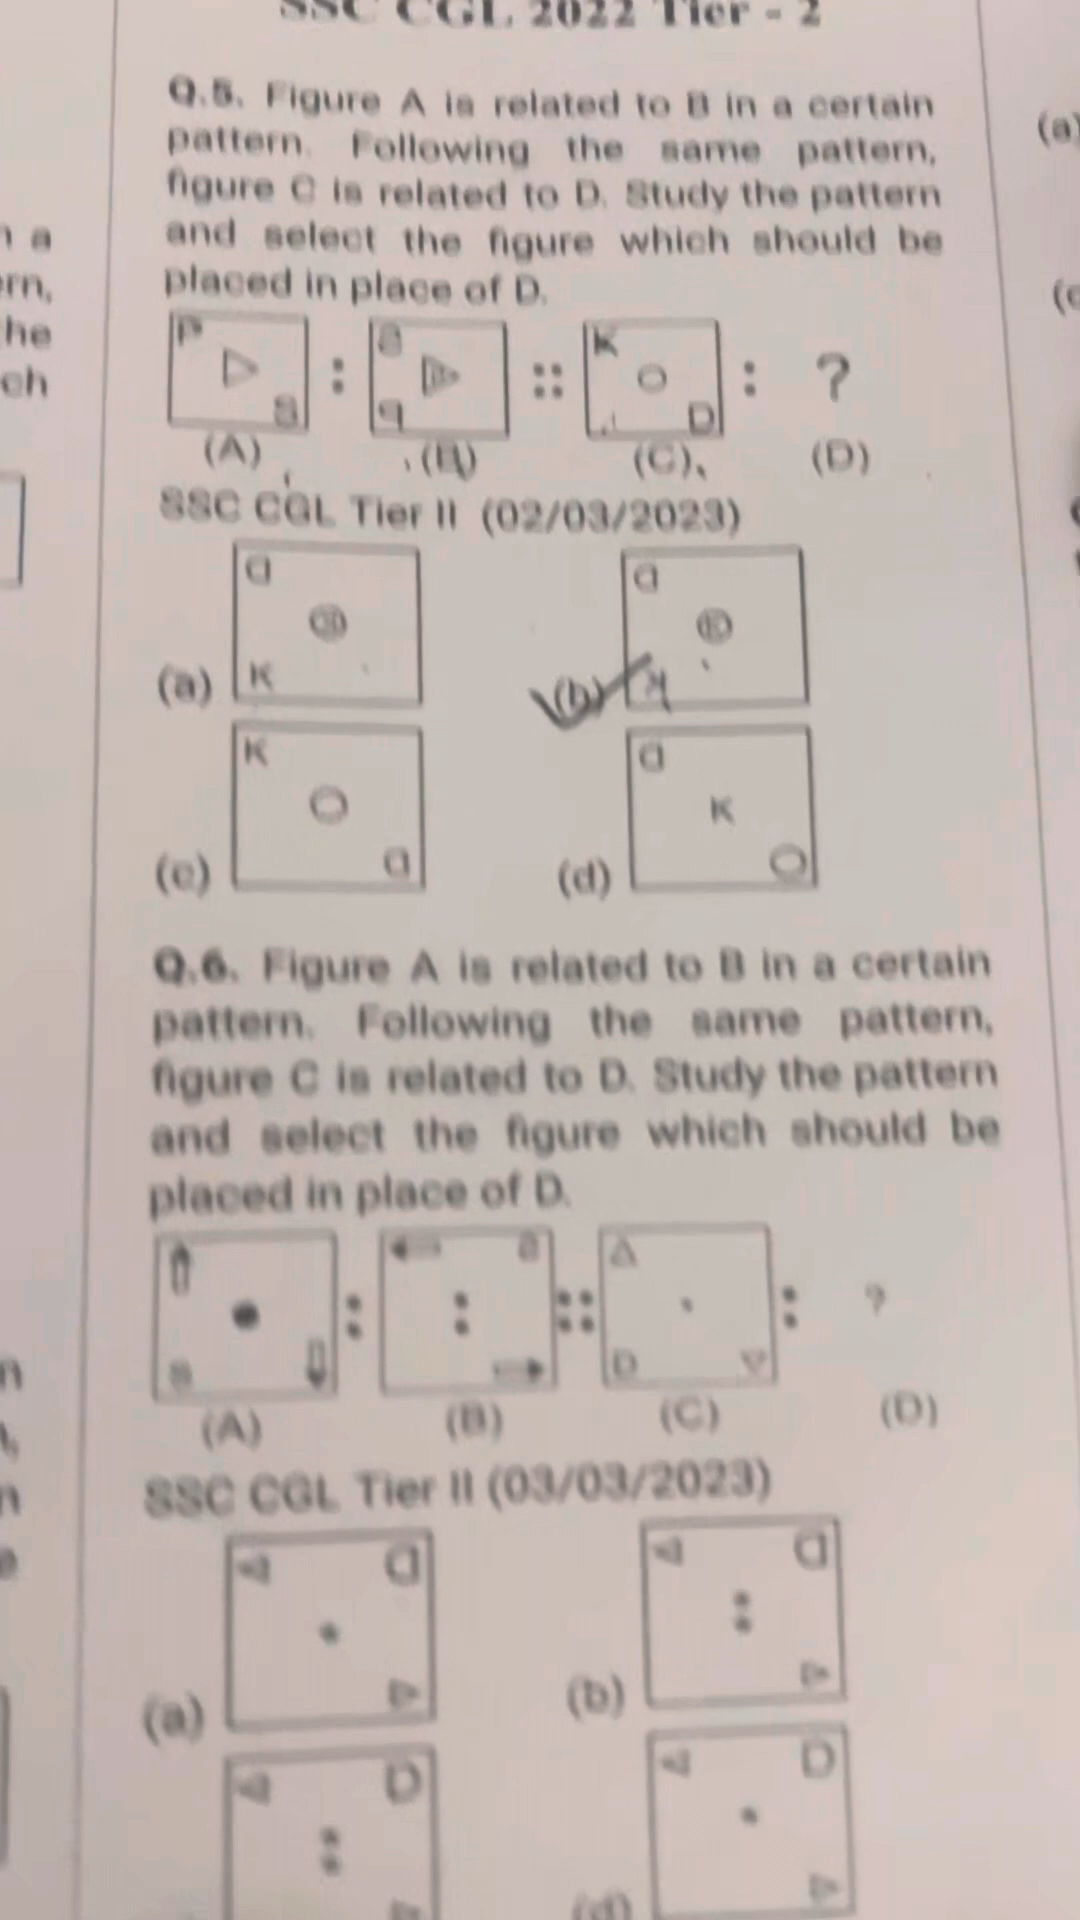 SSC CGL 2022 Tier - 2
Q.5. Figure A is related to B in a certain
pattern. Following the same pattern,
figure C is related to D. Study the pattern
and select the figure which should be
placed in place of D.
P
S
:
q
::
K
D
: ?
(A) (B) (C) (D)
SSC CGL Tier II (02/03/2023)
(a)
K
(b)
(c)
K
(d)
K
Q.6. Figure A is related to B in a certain
pattern. Following the same pattern,
figure C is related to D. Study the pattern
and select the figure which should be
placed in place of D.
S
:
::
D
: ?
(A) (B) (C) (D)
SSC CGL Tier II (03/03/2023)
(a)
(b)
D
D
(d)
(a)
n a
ern,
he
ch